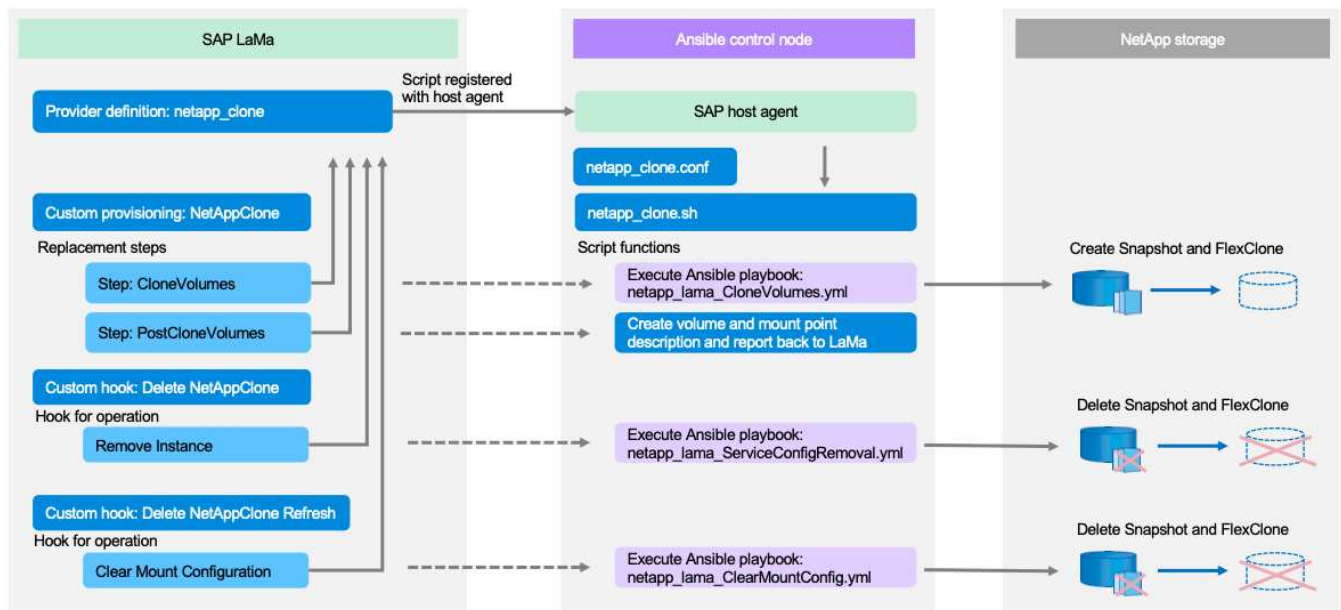 SAP LaMa
Ansible control node
NetApp storage
Script registered
with host agent
Provider definition: netapp_clone
SAP host agent
netapp_clone.conf
Custom provisioning: NetAppClone
netapp_clone.sh
Replacement steps
Script functions
Create Snapshot and FlexClone
Step: CloneVolumes
Execute Ansible playbook:
netapp_lama_CloneVolumes.yml
Step: PostCloneVolumes
Create volume and mount point
description and report back to LaMa
Custom hook: Delete NetAppClone
Hook for operation
Delete Snapshot and FlexClone
Remove Instance
Execute Ansible playbook:
netapp_lama_ServiceConfigRemoval.yml
Custom hook: Delete NetAppClone Refresh
Hook for operation
Delete Snapshot and FlexClone
Clear Mount Configuration
Execute Ansible playbook:
netapp_lama_ClearMountConfig.yml